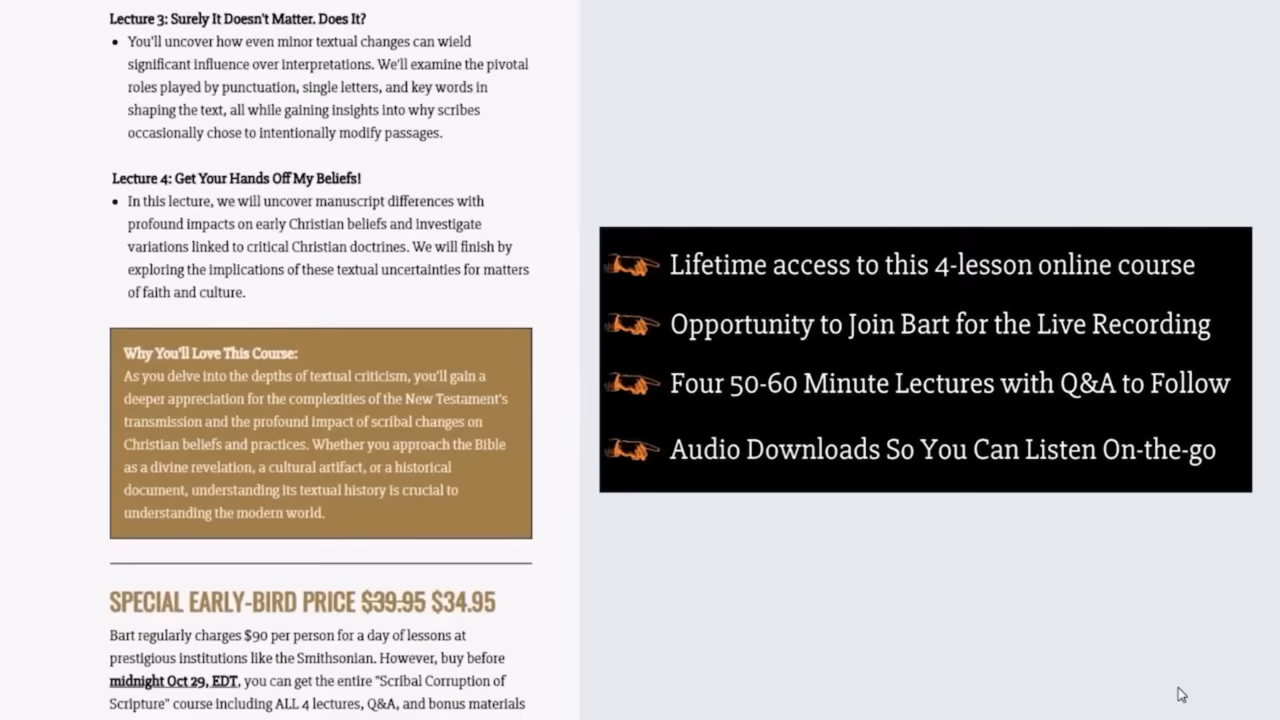 Lecture 3: Surely It Doesn't Matter. Does It?
• You'll uncover how even minor textual changes can wield
significant influence over interpretations. We'll examine the pivotal
roles played by punctuation, single letters, and key words in
shaping the text, all while gaining insights into why scribes
occasionally chose to intentionally modify passages.
Lecture 4: Get Your Hands Off My Beliefs!
• In this lecture, we will uncover manuscript differences with
profound impacts on early Christian beliefs and investigate
variations linked to critical Christian doctrines. We will finish by
exploring the implications of these textual uncertainties for matters
of faith and culture.
Why You'll Love This Course:
As you delve into the depths of textual criticism, you'll gain a
deeper appreciation for the complexities of the New Testament's
transmission and the profound impact of scribal changes on
Christian beliefs and practices. Whether you approach the Bible
as a divine revelation, a cultural artifact, or a historical
document, understanding its textual history is crucial to
understanding the modern world.
SPECIAL EARLY-BIRD PRICE $39.95 $34.95
Bart regularly charges $90 per person for a day of lessons at
prestigious institutions like the Smithsonian. However, buy before
midnight Oct 29, EDT, you can get the entire "Scribal Corruption of
Scripture" course including ALL 4 lectures, Q&A, and bonus materials
Lifetime access to this 4-lesson online course
Opportunity to Join Bart for the Live Recording
Four 50-60 Minute Lectures with Q&A to Follow
Audio Downloads So You Can Listen On-the-go